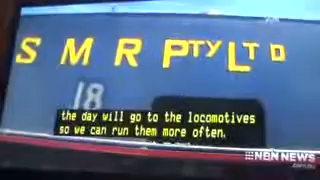 S M R PTY LTD
18
the day will go to the locomotives
so we can run them more often.
NBN NEWS